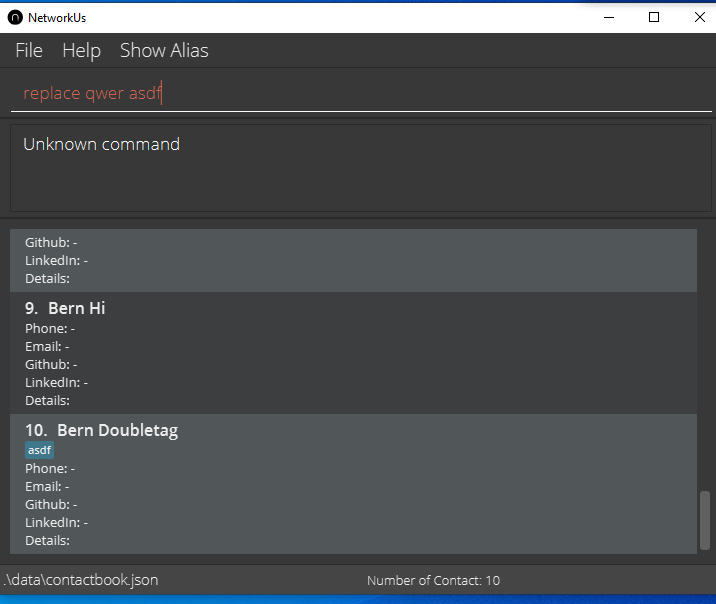 NetworkUs
File Help Show Alias
replace qwer asdf
Unknown command
Github: -
LinkedIn: -
Details:
9. Bern Hi
Phone: -
Email: -
Github: -
LinkedIn: -
Details:
10. Bern Doubletag
asdf
Phone: -
Email: -
Github: -
LinkedIn: -
Details:
.\data\contactbook.json Number of Contact: 10